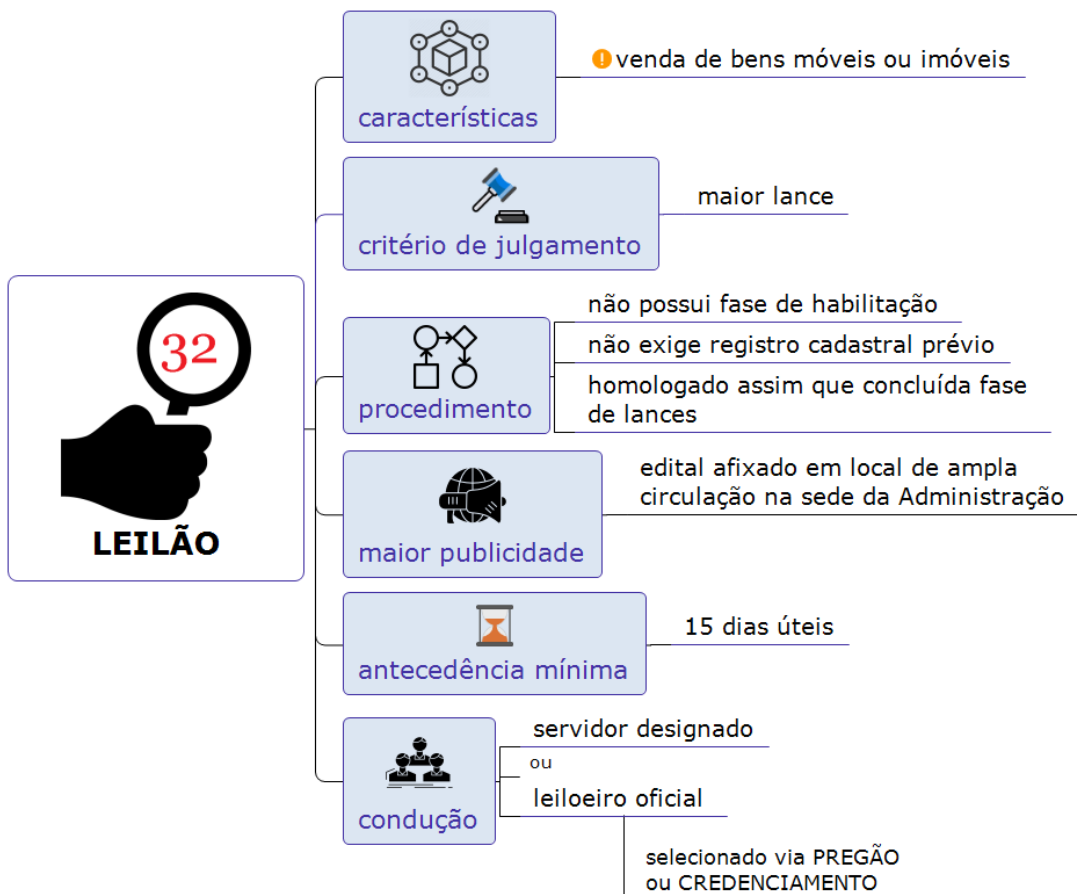 32
LEILÃO
características
venda de bens móveis ou imóveis
critério de julgamento
maior lance
procedimento
não possui fase de habilitação
não exige registro cadastral prévio
homologado assim que concluída fase
de lances
maior publicidade
edital afixado em local de ampla
circulação na sede da Administração
antecedência mínima
15 dias úteis
condução
servidor designado
ou
leiloeiro oficial
selecionado via PREGÃO
ou CREDENCIAMENTO